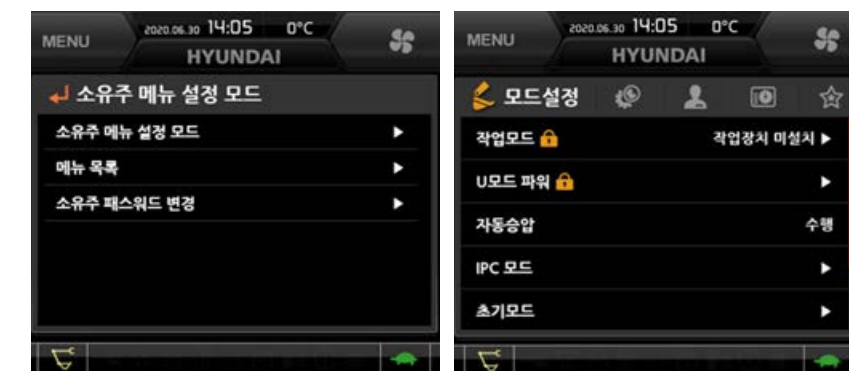 MENU 2020.06.30 14:05 0°C
HYUNDAI
소유주 메뉴 설정 모드
소유주 메뉴 설정 모드 ▶
메뉴 목록 ▶
소유주 패스워드 변경 ▶
MENU 2020.06.30 14:05 0°C
HYUNDAI
모드설정
작업모드 작업장치 미설치 ▶
U모드 파워 ▶
자동승압 수행
IPC 모드 ▶
초기모드 ▶